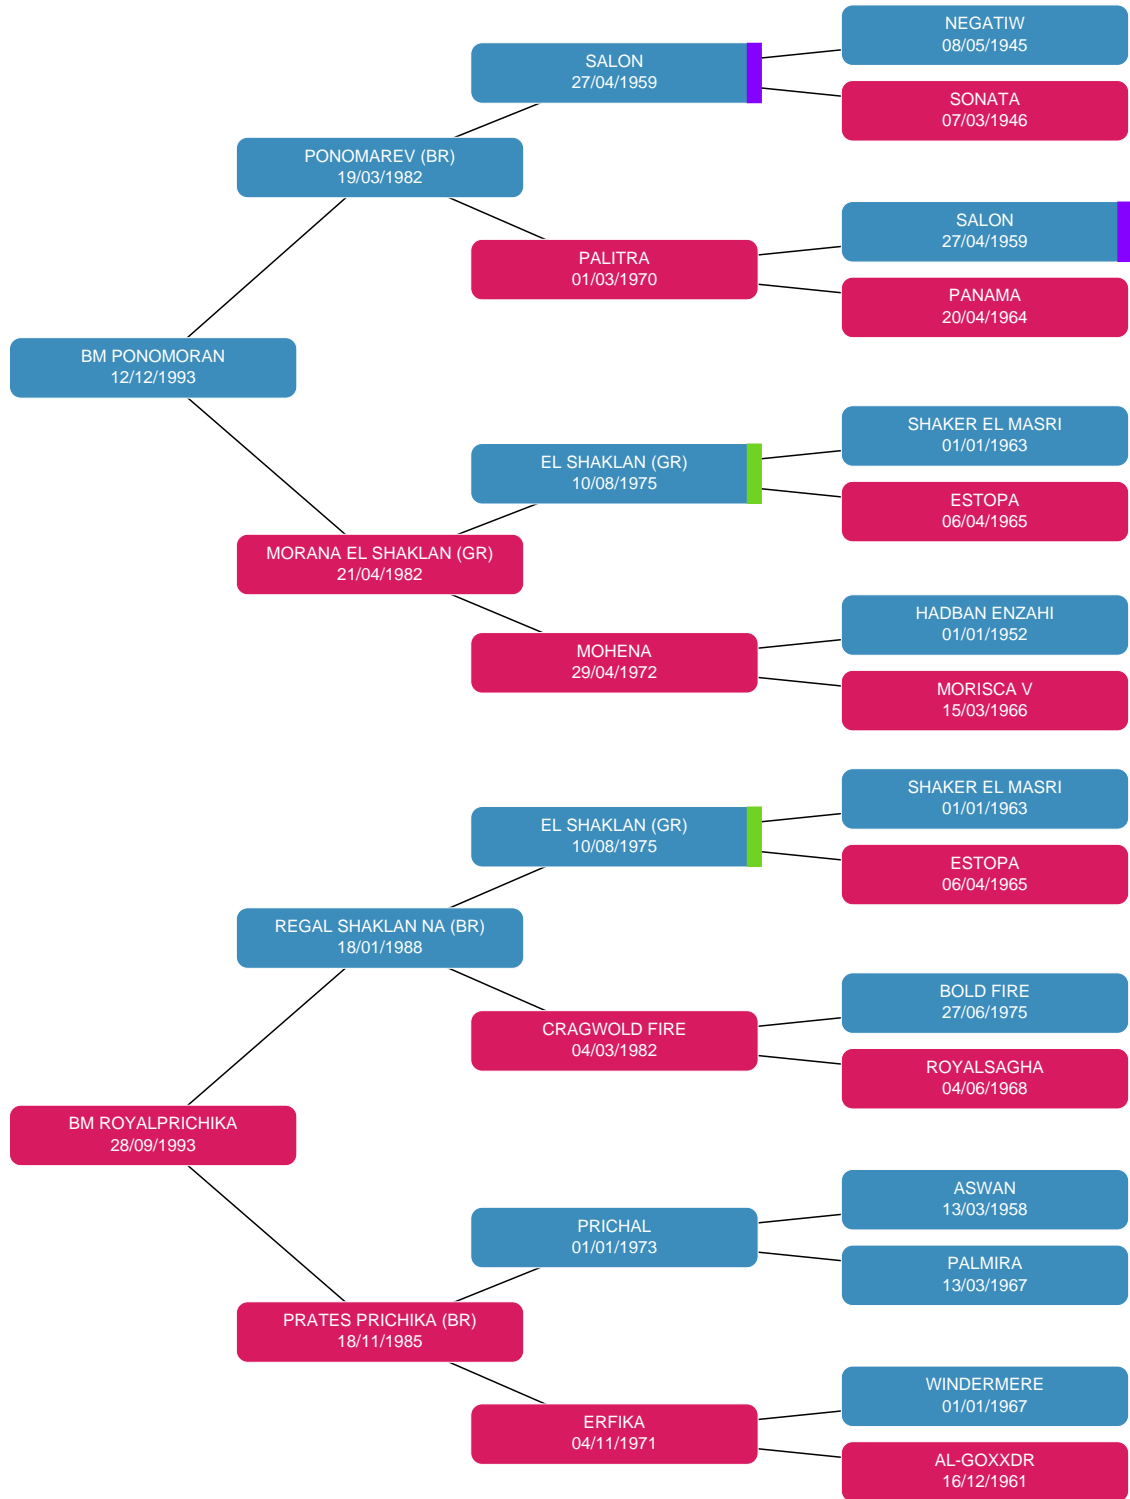 NEGATIW
08/05/1945
SALON
27/04/1959
SONATA
07/03/1946
PONOMAREV (BR)
19/03/1982
SALON
27/04/1959
PALITRA
01/03/1970
PANAMA
20/04/1964
BM PONOMORAN
12/12/1993
SHAKER EL MASRI
01/01/1963
EL SHAKLAN (GR)
10/08/1975
ESTOPA
06/04/1965
MORANA EL SHAKLAN (GR)
21/04/1982
HADBAN ENZAHI
01/01/1952
MOHENA
29/04/1972
MORISCA V
15/03/1966
SHAKER EL MASRI
01/01/1963
EL SHAKLAN (GR)
10/08/1975
ESTOPA
06/04/1965
REGAL SHAKLAN NA (BR)
18/01/1988
BOLD FIRE
27/06/1975
CRAGWOLD FIRE
04/03/1982
ROYALSAGHA
04/06/1968
BM ROYALPRICHIKA
28/09/1993
ASWAN
13/03/1958
PRICHAL
01/01/1973
PALMIRA
13/03/1967
PRATES PRICHIKA (BR)
18/11/1985
WINDERMERE
01/01/1967
ERFIKA
04/11/1971
AL-GOXXDR
16/12/1961